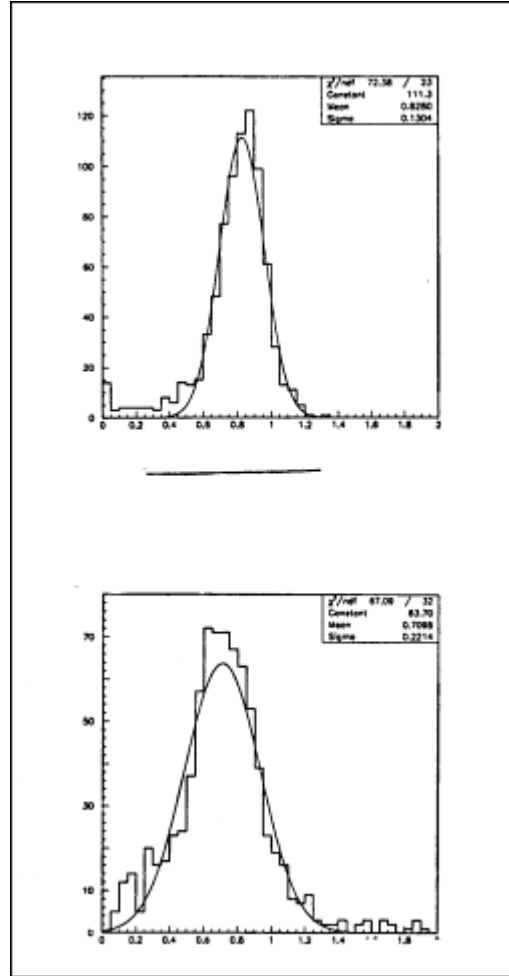 χ²/ndf 72.38 / 23
Constant 111.3
Mean 0.8280
Sigma 0.1304
120
100
80
60
40
20
0
0 0.2 0.4 0.6 0.8 1 1.2 1.4 1.6 1.8 2
χ²/ndf 67.09 / 32
Constant 63.70
Mean 0.7098
Sigma 0.2214
70
50
30
10
0
0 0.2 0.4 0.6 0.8 1 1.2 1.4 1.8